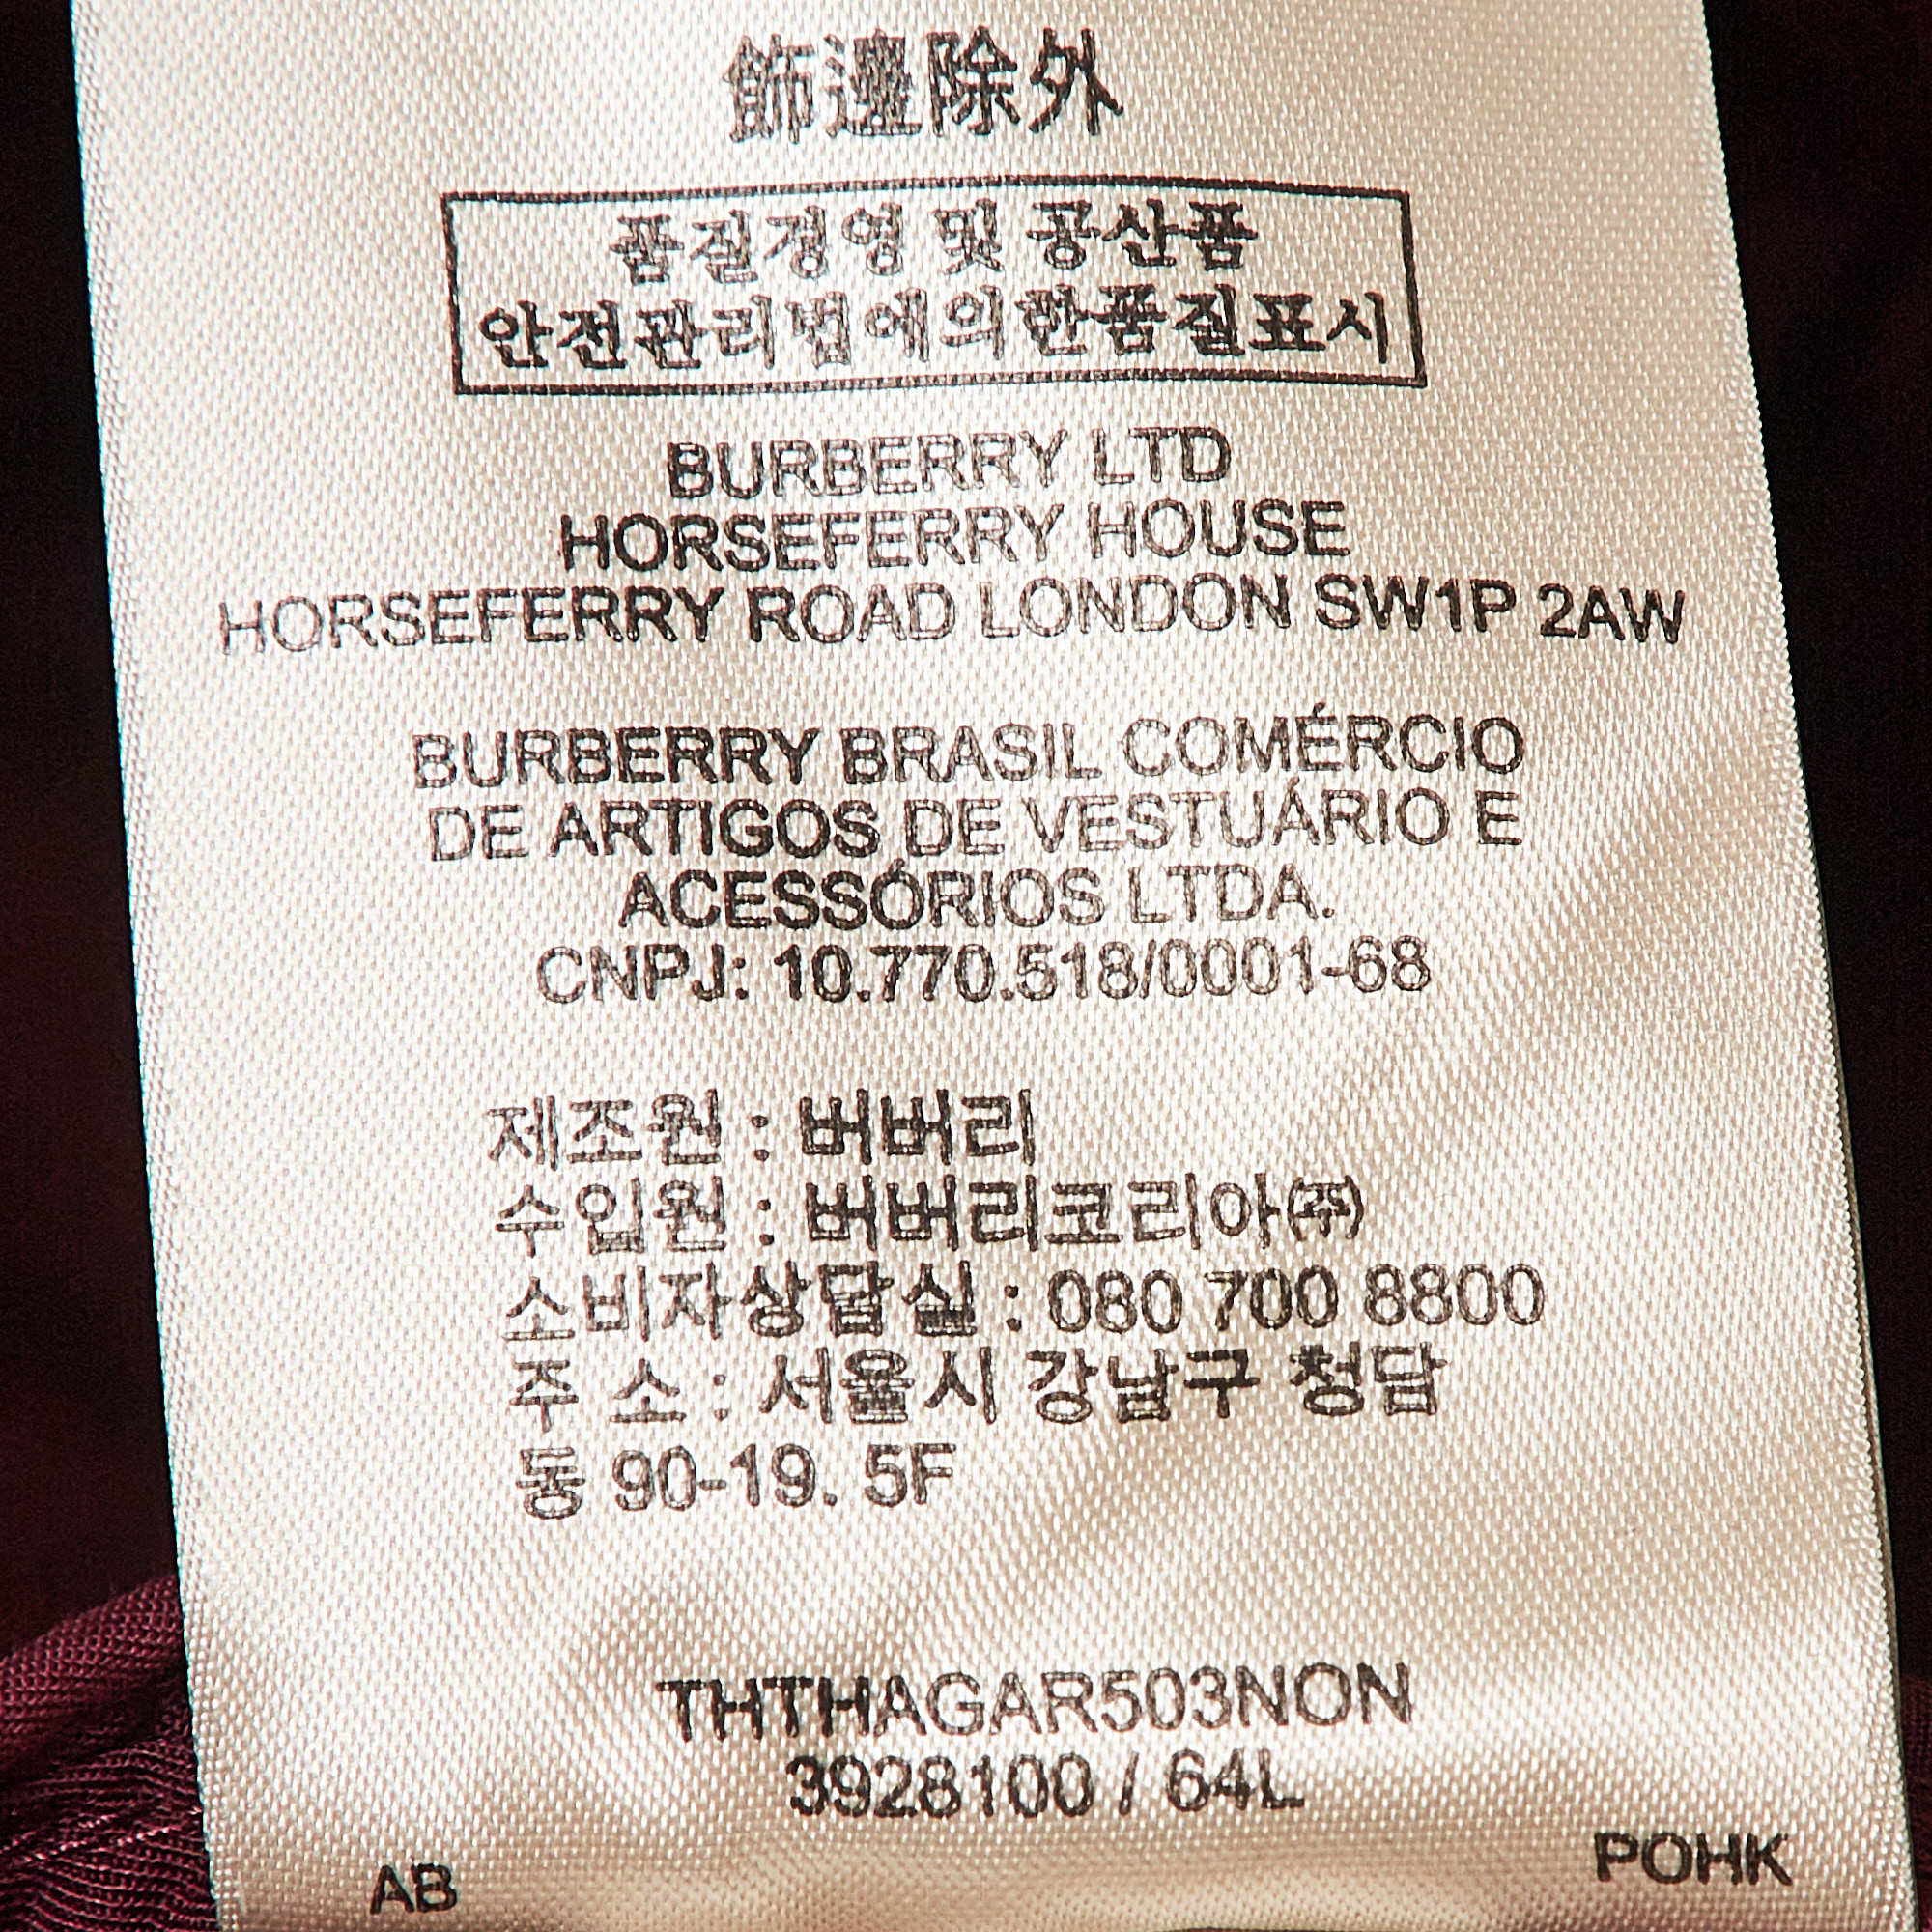 飾邊除外
품질경영 및 공산품
안전관리법에의한품질표시
BURBERRY LTD
HORSEFERRY HOUSE
HORSEFERRY ROAD LONDON SW1P 2AW
BURBERRY BRASIL COMÉRCIO
DE ARTIGOS DE VESTUÁRIO E
ACESSÓRIOS LTDA.
CNPJ: 10.770.518/0001-68
제조원 : 버버리
수입원 : 버버리코리아㈜
소비자상담실 : 080 700 8800
주 소 : 서울시 강남구 청담
동 90-19. 5F
THTHAGAR503NON
3928100 / 64L
AB POHK